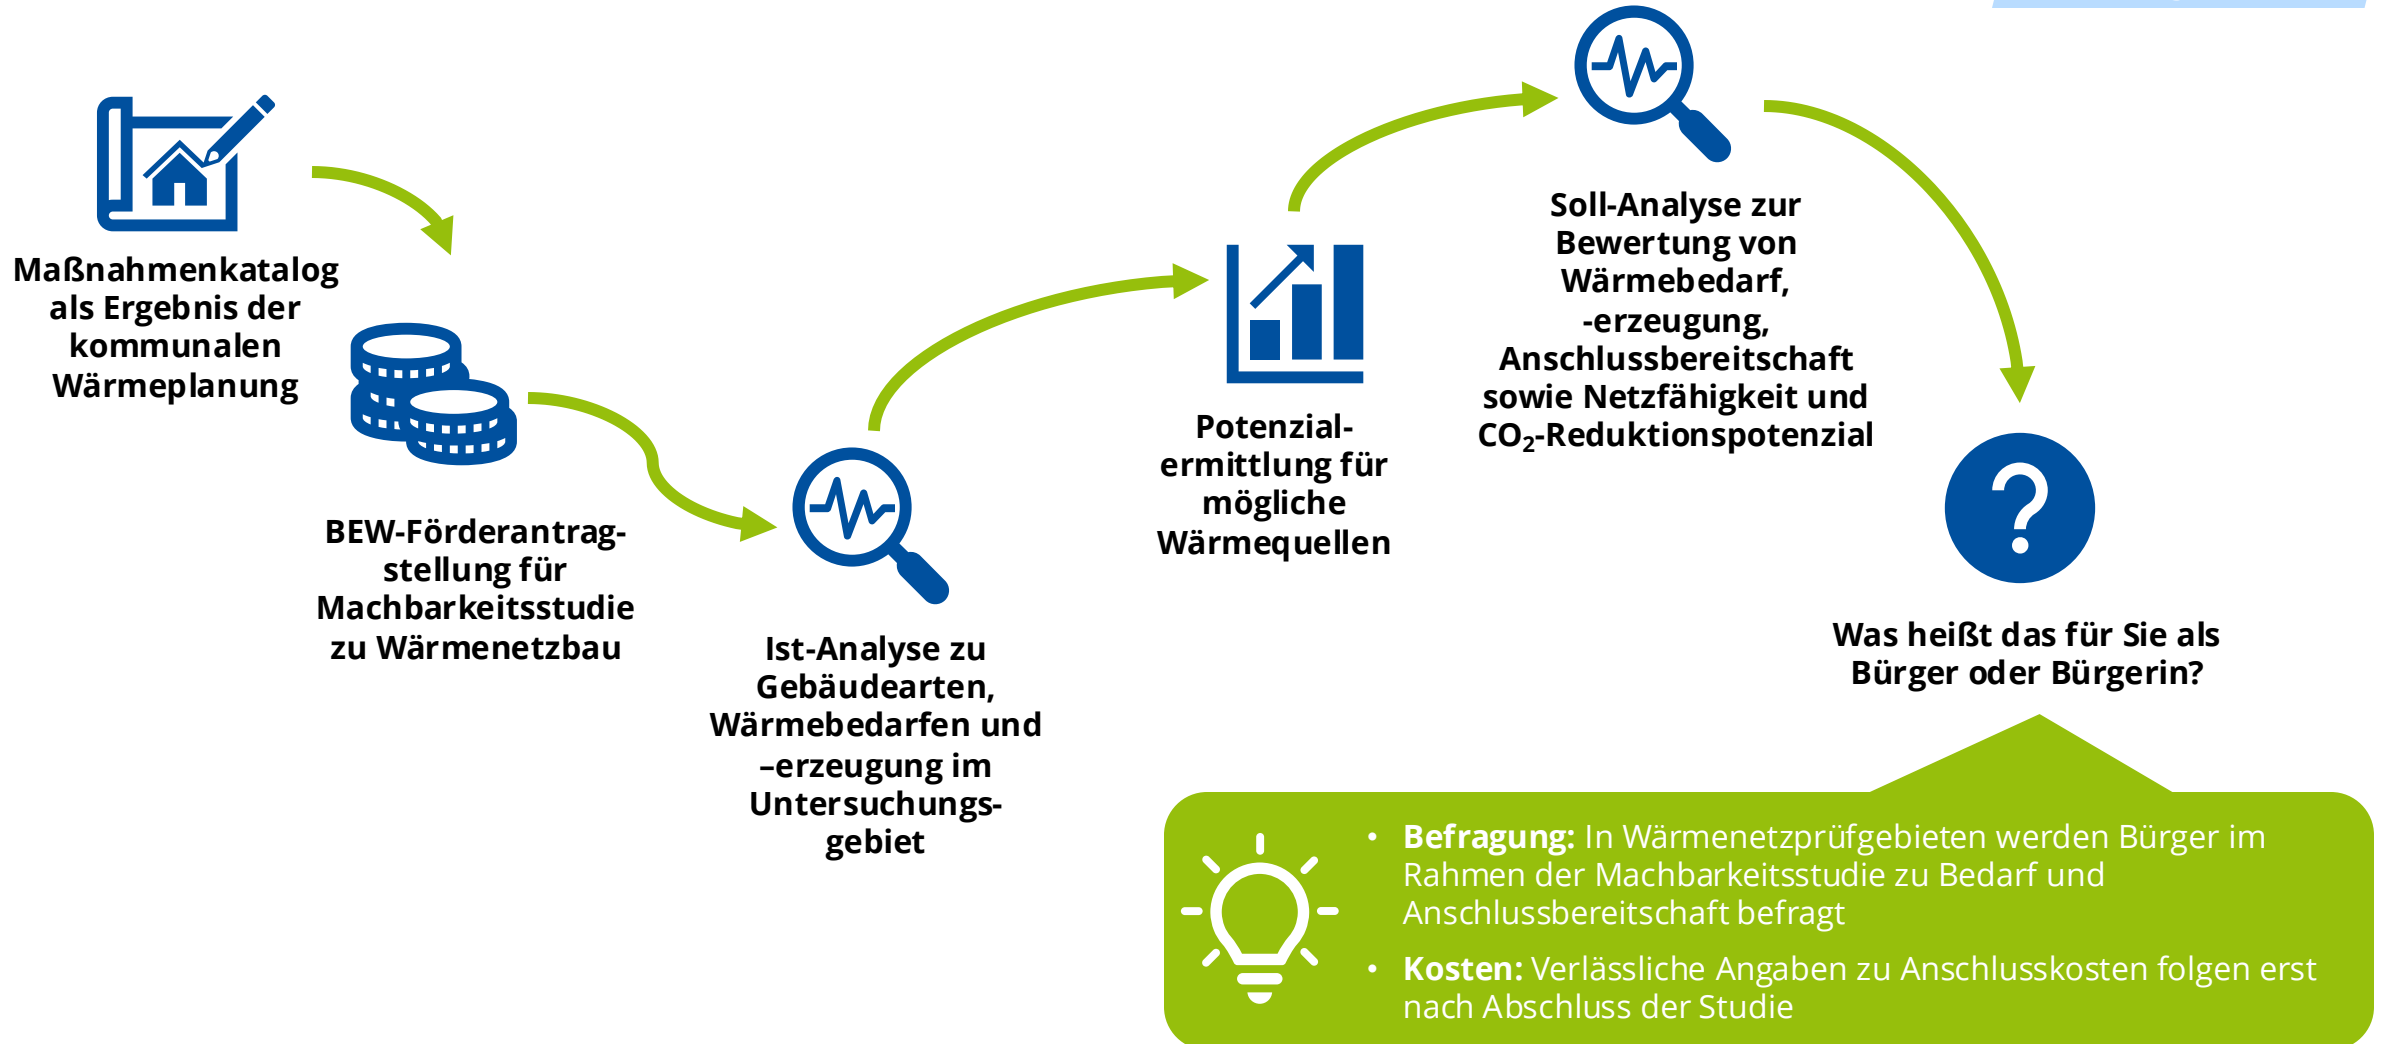 Maßnahmenkatalog
als Ergebnis der
kommunalen
Wärmeplanung
BEW-Förderantrag-
stellung für
Machbarkeitsstudie
zu Wärmenetzbau
Ist-Analyse zu
Gebäudearten,
Wärmebedarfen und
–erzeugung im
Untersuchungs-
gebiet
Potenzial-
ermittlung für
mögliche
Wärmequellen
Soll-Analyse zur
Bewertung von
Wärmebedarf,
-erzeugung,
Anschlussbereitschaft
sowie Netzfähigkeit und
CO₂-Reduktionspotenzial
Was heißt das für Sie als
Bürger oder Bürgerin?
• Befragung: In Wärmenetzprüfgebieten werden Bürger im
Rahmen der Machbarkeitsstudie zu Bedarf und
Anschlussbereitschaft befragt
• Kosten: Verlässliche Angaben zu Anschlusskosten folgen erst
nach Abschluss der Studie